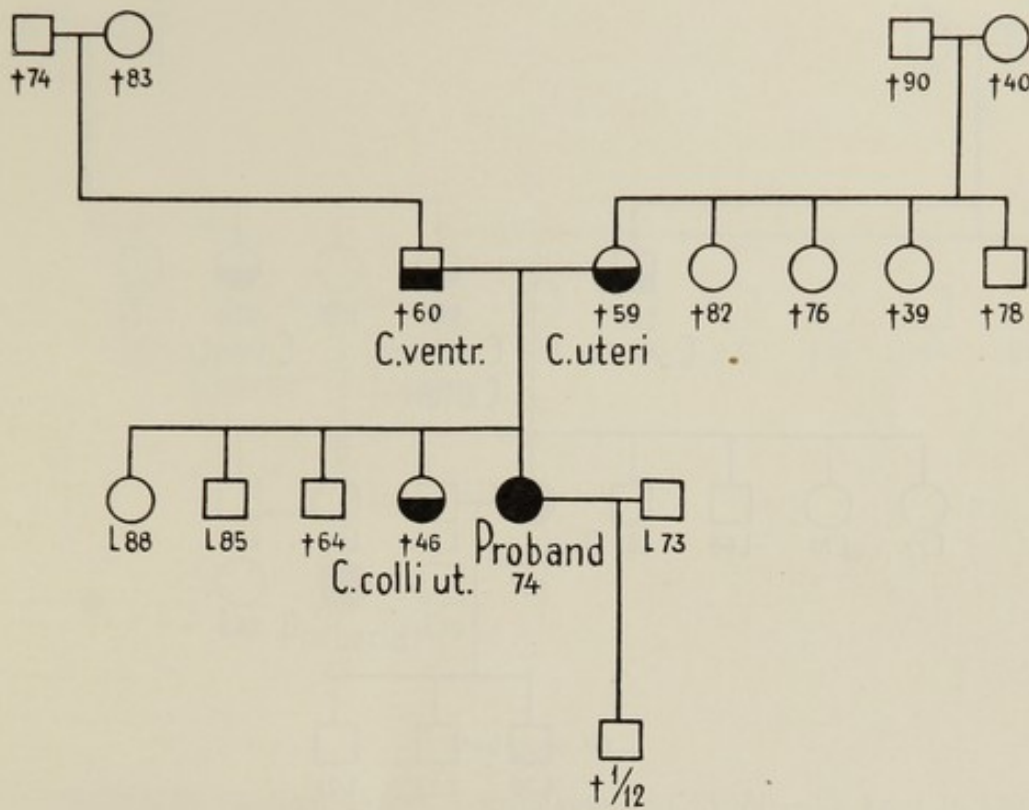 †74 †83 †90 †40
†60 †59 †82 †76 †39 †78
C.ventr. C.uteri
L88 L85 †64 †46 Proband L73
C.colli ut. 74
† 1/12